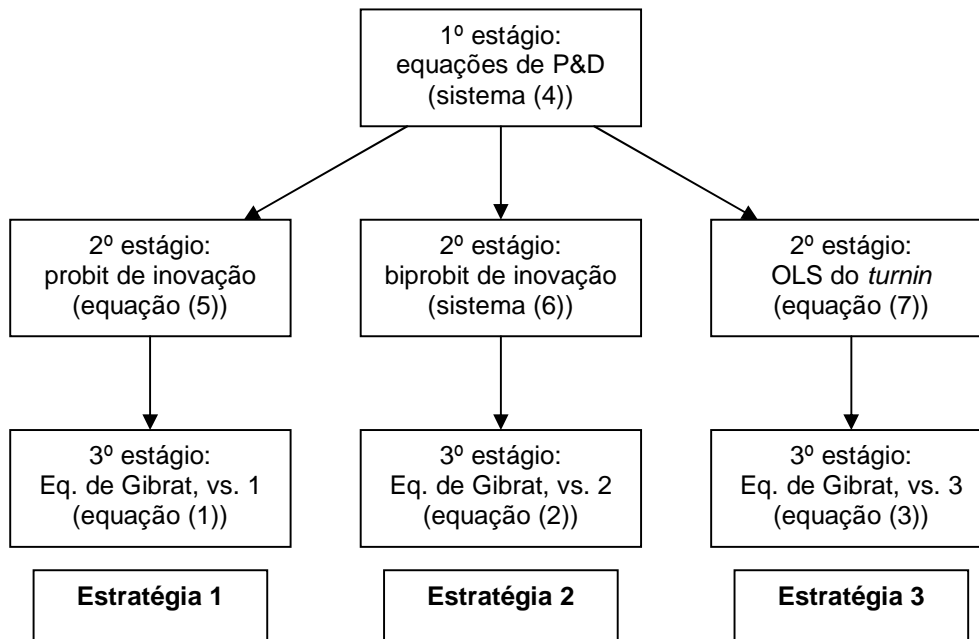 1º estágio:
equações de P&D
(sistema (4))
2º estágio:
probit de inovação
(equação (5))
2º estágio:
biprobit de inovação
(sistema (6))
2º estágio:
OLS do turnin
(equação (7))
3º estágio:
Eq. de Gibrat, vs. 1
(equação (1))
3º estágio:
Eq. de Gibrat, vs. 2
(equação (2))
3º estágio:
Eq. de Gibrat, vs. 3
(equação (3))
Estratégia 1
Estratégia 2
Estratégia 3